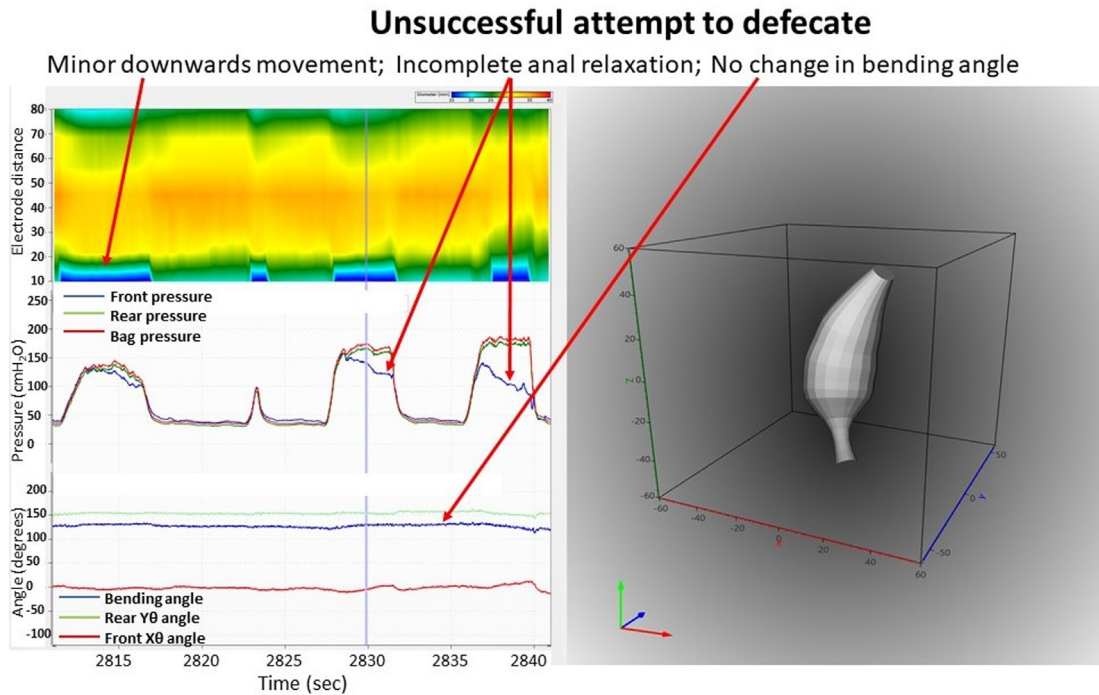 Unsuccessful attempt to defecate
Minor downwards movement; Incomplete anal relaxation; No change in bending angle
Diameter (mm)
Electrode distance
80
70
60
50
40
30
20
10
Pressure (cmH2O)
250
200
150
100
50
0
Front pressure
Rear pressure
Bag pressure
Angle (degrees)
200
150
100
50
0
-50
-100
Bending angle
Rear Yθ angle
Front Xθ angle
2815 2820 2825 2830 2835 2840
Time (sec)
60
40
20
0
-20
-40
-60
Z
-60 -40 -20 0 20 40 60
X
-50 0 50
Y